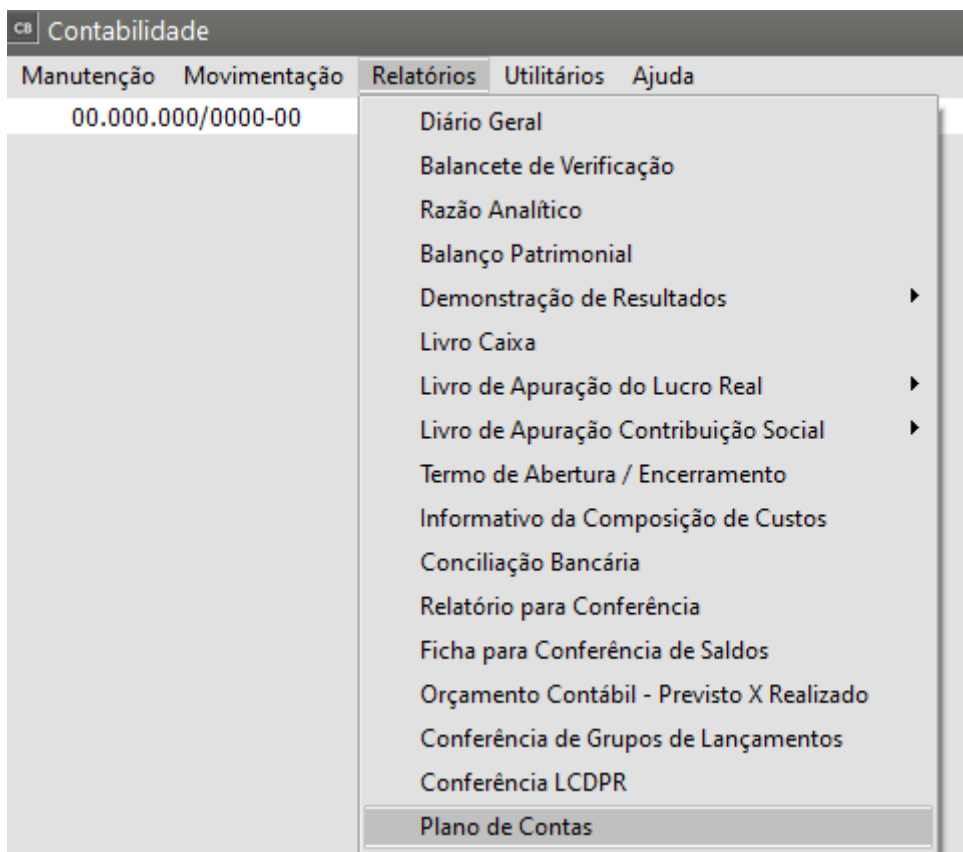 CB Contabilidade
Manutenção Movimentação Relatórios Utilitários Ajuda
00.000.000/0000-00
Diário Geral
Balancete de Verificação
Razão Analítico
Balanço Patrimonial
Demonstração de Resultados
Livro Caixa
Livro de Apuração do Lucro Real
Livro de Apuração Contribuição Social
Termo de Abertura / Encerramento
Informativo da Composição de Custos
Conciliação Bancária
Relatório para Conferência
Ficha para Conferência de Saldos
Orçamento Contábil - Previsto X Realizado
Conferência de Grupos de Lançamentos
Conferência LCDPR
Plano de Contas